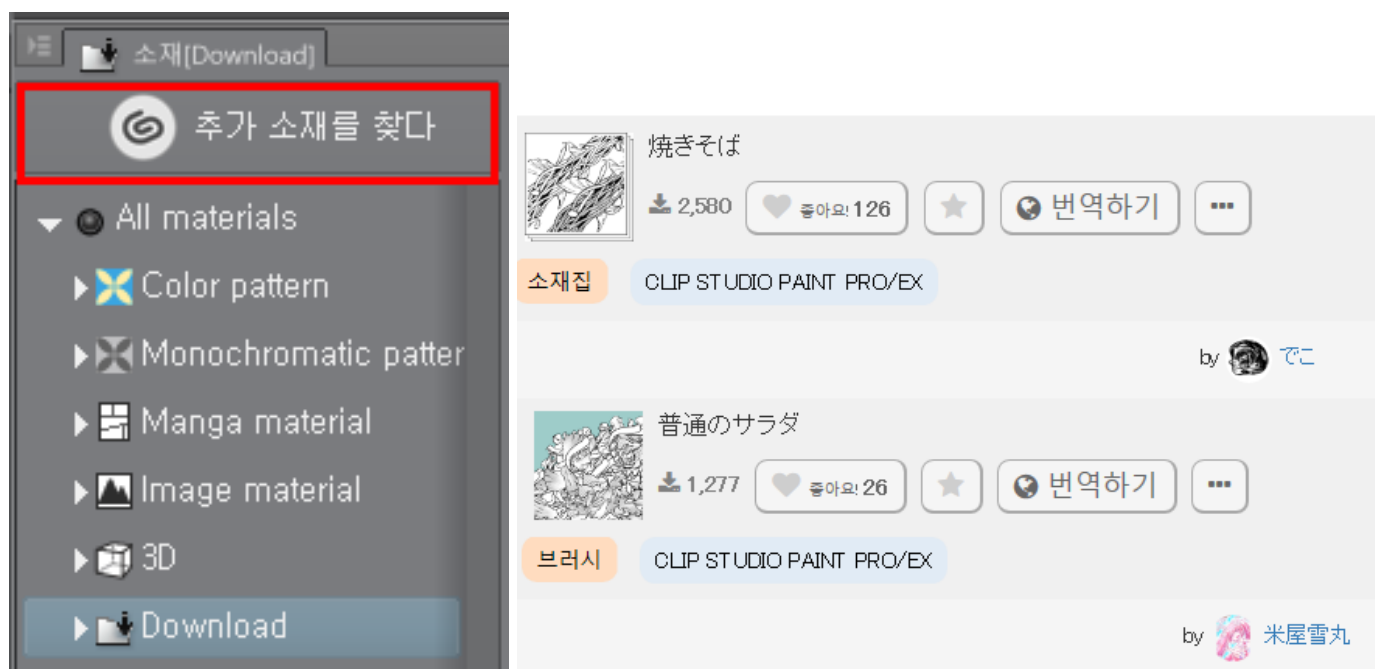 소재[Download]
추가 소재를 찾다
All materials
Color pattern
Monochromatic patter
Manga material
Image material
3D
Download
焼きそば
2,580 좋아요! 126 번역하기 ...
소재집 CLIP STUDIO PAINT PRO/EX
by でこ
普通のサラダ
1,277 좋아요! 26 번역하기 ...
브러시 CLIP STUDIO PAINT PRO/EX
by 米屋雪丸